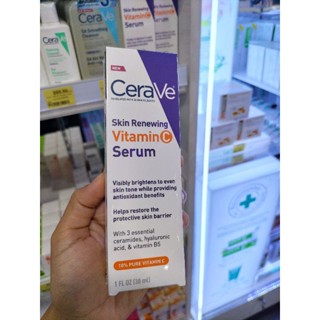 NEW
CeraVe
DEVELOPED WITH DERMATOLOGISTS
Skin Renewing
Vitamin C
Serum
Visibly brightens to even
skin tone while providing
antioxidant benefits
Helps restore the
protective skin barrier
With 3 essential
ceramides, hyaluronic
acid, & vitamin B5
10% PURE VITAMIN C
1 FL OZ (30 mL)
CeraVe
Serum